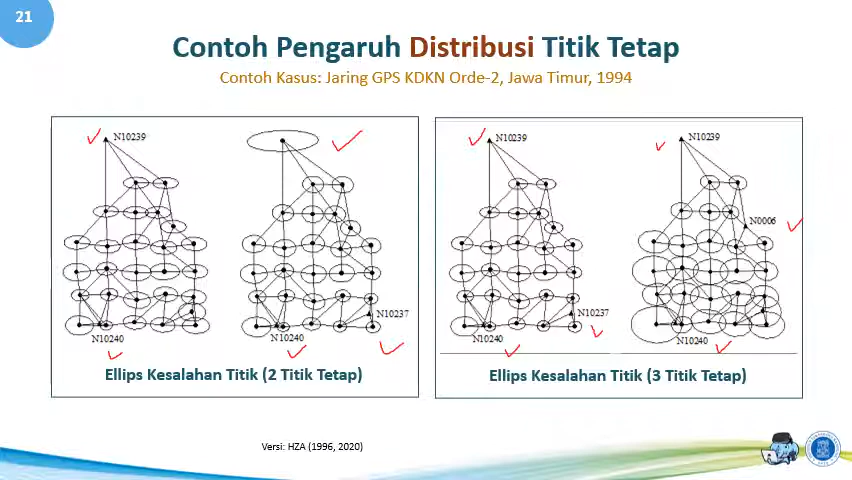 21
Contoh Pengaruh Distribusi Titik Tetap
Contoh Kasus: Jaring GPS KDKN Orde-2, Jawa Timur, 1994
N10239
N10240
N10237
N10240
Ellips Kesalahan Titik (2 Titik Tetap)
N10239
N10237
N10240
N10239
N0006
N10240
Ellips Kesalahan Titik (3 Titik Tetap)
Versi: HZA (1996, 2020)